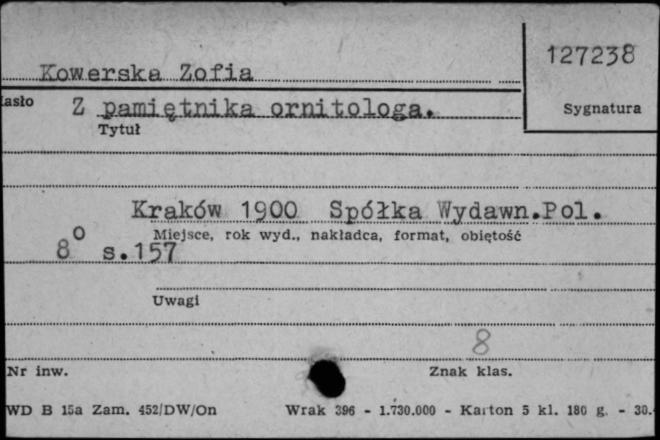 127238
Kowerska Zofia
Hasło Z pamiętnika ornitologa. Sygnatura
Tytuł
Kraków 1900 Spółka Wydawn.Pol.
Miejsce, rok wyd., nakładca, format, obiętość
8º s.157
Uwagi
8
Nr inw. Znak klas.
WD B 15a Zam. 452/DW/On Wrak 396 - 1.730.000 - Karton 5 kl. 180 g. - 30.